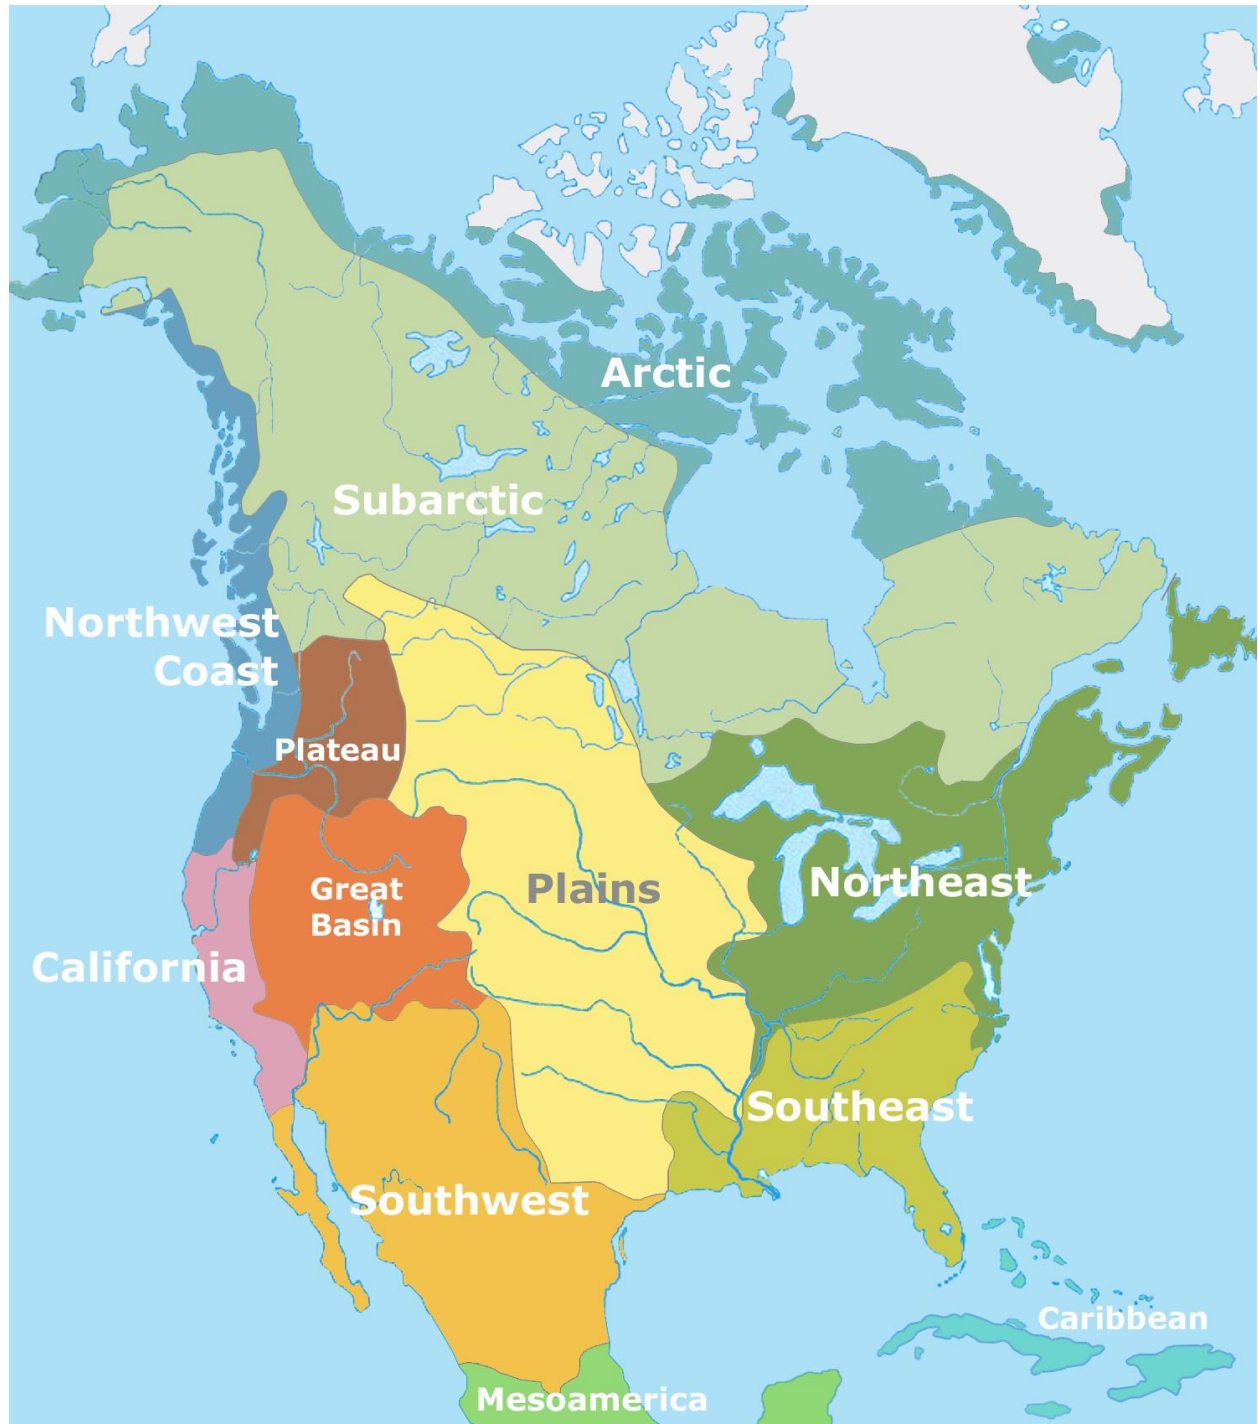 Arctic
Subarctic
Northwest
Coast
Plateau
Great
Basin
Plains
Northeast
California
Southeast
Southwest
Caribbean
Mesoamerica